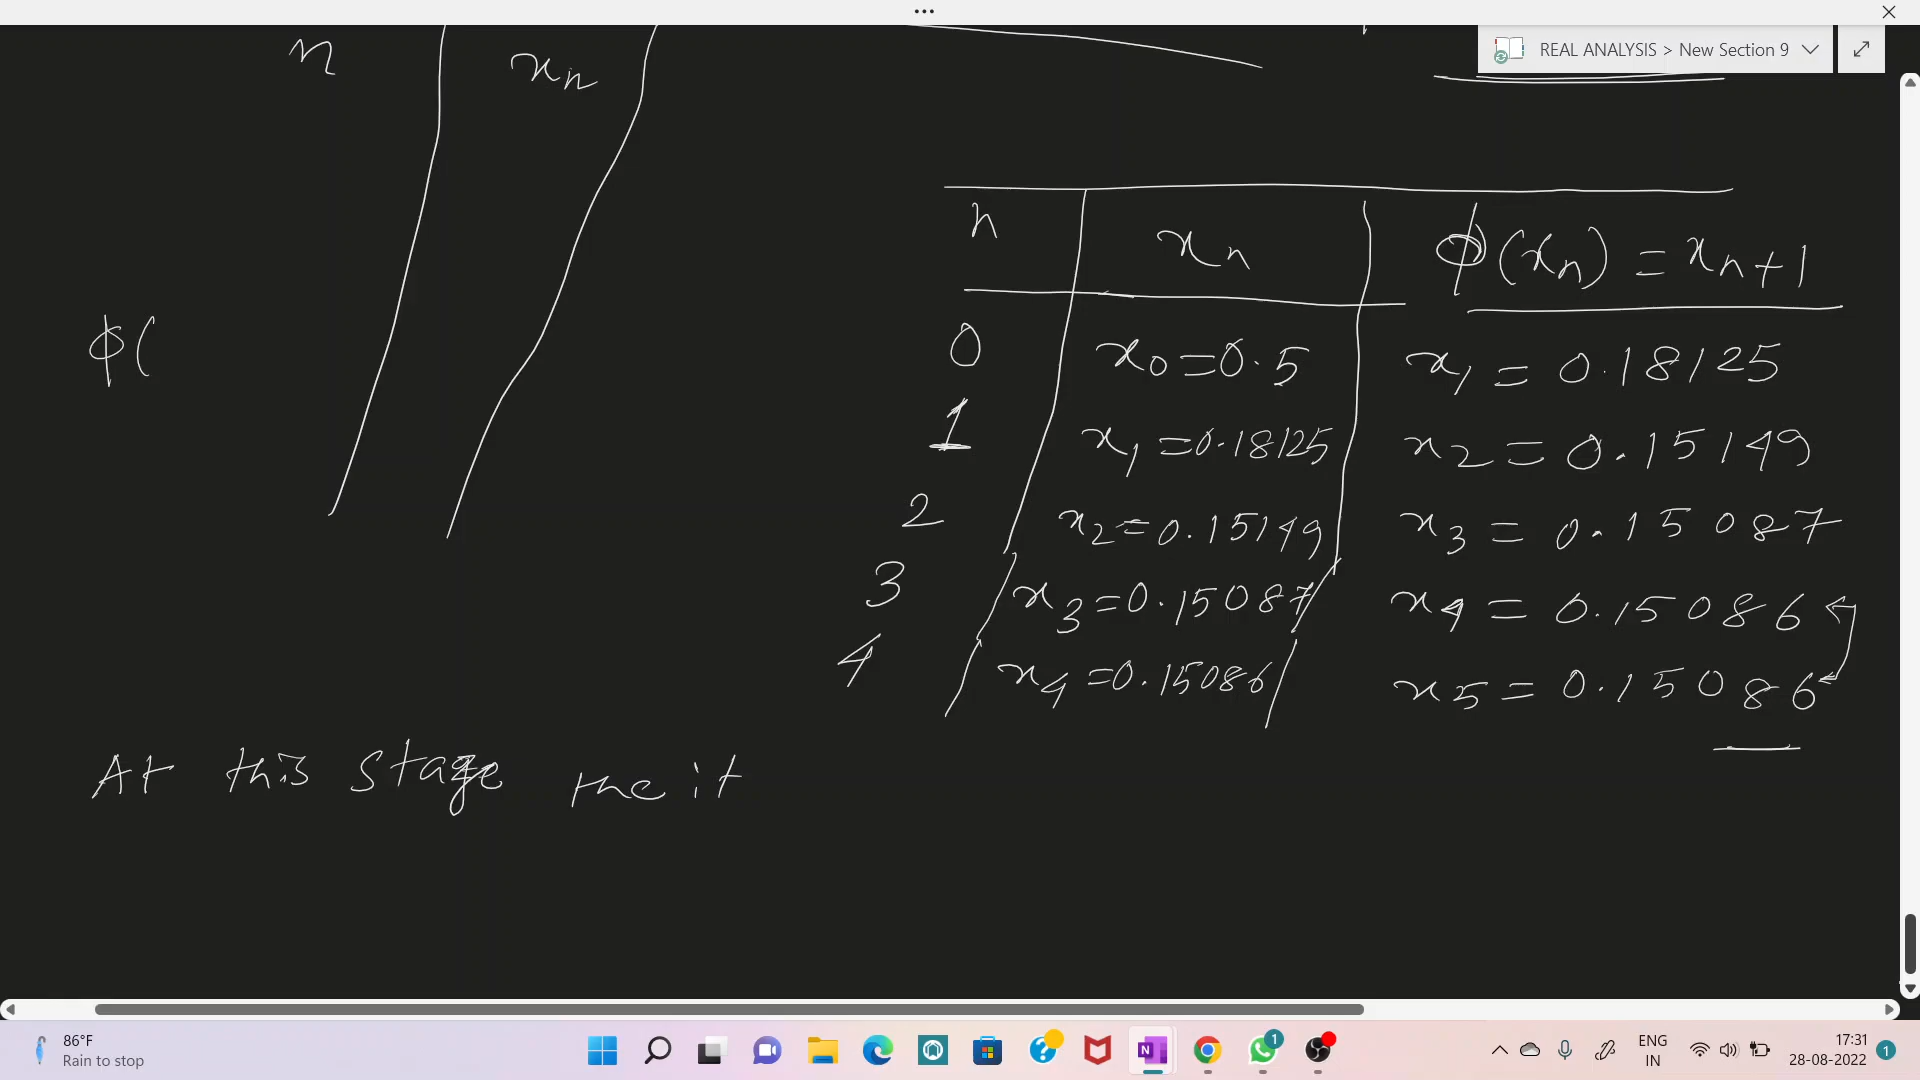 REAL ANALYSIS > New Section 9
n xₙ
n xₙ ϕ(xₙ) = xₙ+1
0 x₀=0.5 x₁ = 0.18125
1 x₁=0.18125 x₂ = 0.15149
2 x₂=0.15149 x₃ = 0.15087
3 x₃=0.15087 x₄ = 0.15086
4 x₄=0.15086 x₅ = 0.15086
ϕ(
At this stage the it
86°F
Rain to stop
ENG
IN
17:31
28-08-2022
1
1